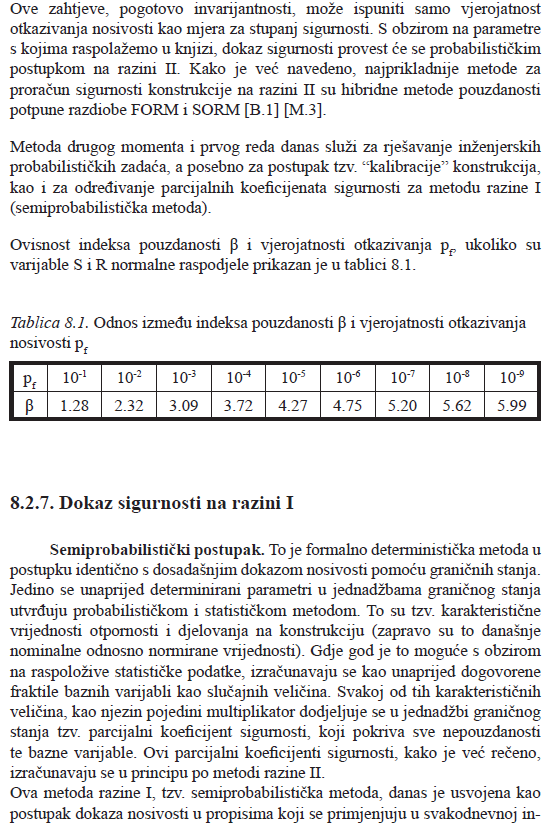 Ove zahtjeve, pogotovo invarijantnosti, može ispuniti samo vjerojatnost
otkazivanja nosivosti kao mjera za stupanj sigurnosti. S obzirom na parametre
s kojima raspolažemo u knjizi, dokaz sigurnosti provest će se probabilističkim
postupkom na razini II. Kako je već navedeno, najprikladnije metode za
proračun sigurnosti konstrukcije na razini II su hibridne metode pouzdanosti
potpune razdiobe FORM i SORM [B.1] [M.3].
Metoda drugog momenta i prvog reda danas služi za rješavanje inženjerskih
probabilističkih zadaća, a posebno za postupak tzv. “kalibracije” konstrukcija,
kao i za određivanje parcijalnih koeficijenata sigurnosti za metodu razine I
(semiprobabilistička metoda).
Ovisnost indeksa pouzdanosti β i vjerojatnosti otkazivanja p_f, ukoliko su
varijable S i R normalne raspodjele prikazan je u tablici 8.1.
Tablica 8.1. Odnos između indeksa pouzdanosti β i vjerojatnosti otkazivanja
nosivosti p_f
p_f 10⁻¹ 10⁻² 10⁻³ 10⁻⁴ 10⁻⁵ 10⁻⁶ 10⁻⁷ 10⁻⁸ 10⁻⁹
β 1.28 2.32 3.09 3.72 4.27 4.75 5.20 5.62 5.99
8.2.7. Dokaz sigurnosti na razini I
Semiprobabilistički postupak. To je formalno deterministička metoda u
postupku identično s dosadašnjim dokazom nosivosti pomoću graničnih stanja.
Jedino se unaprijed determinirani parametri u jednadžbama graničnog stanja
utvrđuju probabilističkom i statističkom metodom. To su tzv. karakteristične
vrijednosti otpornosti i djelovanja na konstrukciju (zapravo su to današnje
nominalne odnosno normirane vrijednosti). Gdje god je to moguće s obzirom
na raspoložive statističke podatke, izračunavaju se kao unaprijed dogovorene
fraktile baznih varijabli kao slučajnih veličina. Svakoj od tih karakterističnih
veličina, kao njezin pojedini multiplikator dodjeljuje se u jednadžbi graničnog
stanja tzv. parcijalni koeficijent sigurnosti, koji pokriva sve nepouzdanosti
te bazne varijable. Ovi parcijalni koeficijenti sigurnosti, kako je već rečeno,
izračunavaju se u principu po metodi razine II.
Ova metoda razine I, tzv. semiprobabilistička metoda, danas je usvojena kao
postupak dokaza nosivosti u propisima koji se primjenjuju u svakodnevnoj in-